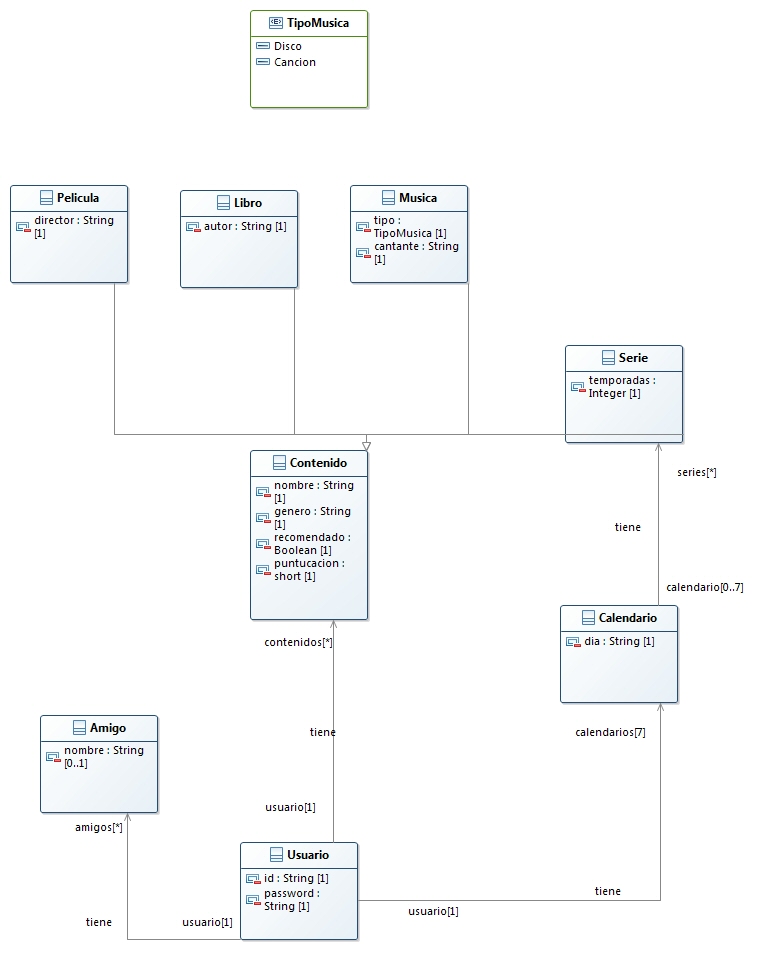 TipoMusica
Disco
Cancion
Pelicula
director : String
[1]
Libro
autor : String [1]
Musica
tipo :
TipoMusica [1]
cantante : String
[1]
Serie
temporadas :
Integer [1]
Contenido
nombre : String
[1]
genero : String
[1]
recomendado :
Boolean [1]
puntucacion :
short [1]
series[*]
tiene
calendario[0..7]
Calendario
dia : String [1]
contenidos[*]
tiene
usuario[1]
calendarios[7]
Amigo
nombre : String
[0..1]
amigos[*]
tiene
usuario[1]
Usuario
id : String [1]
password :
String [1]
usuario[1]
tiene